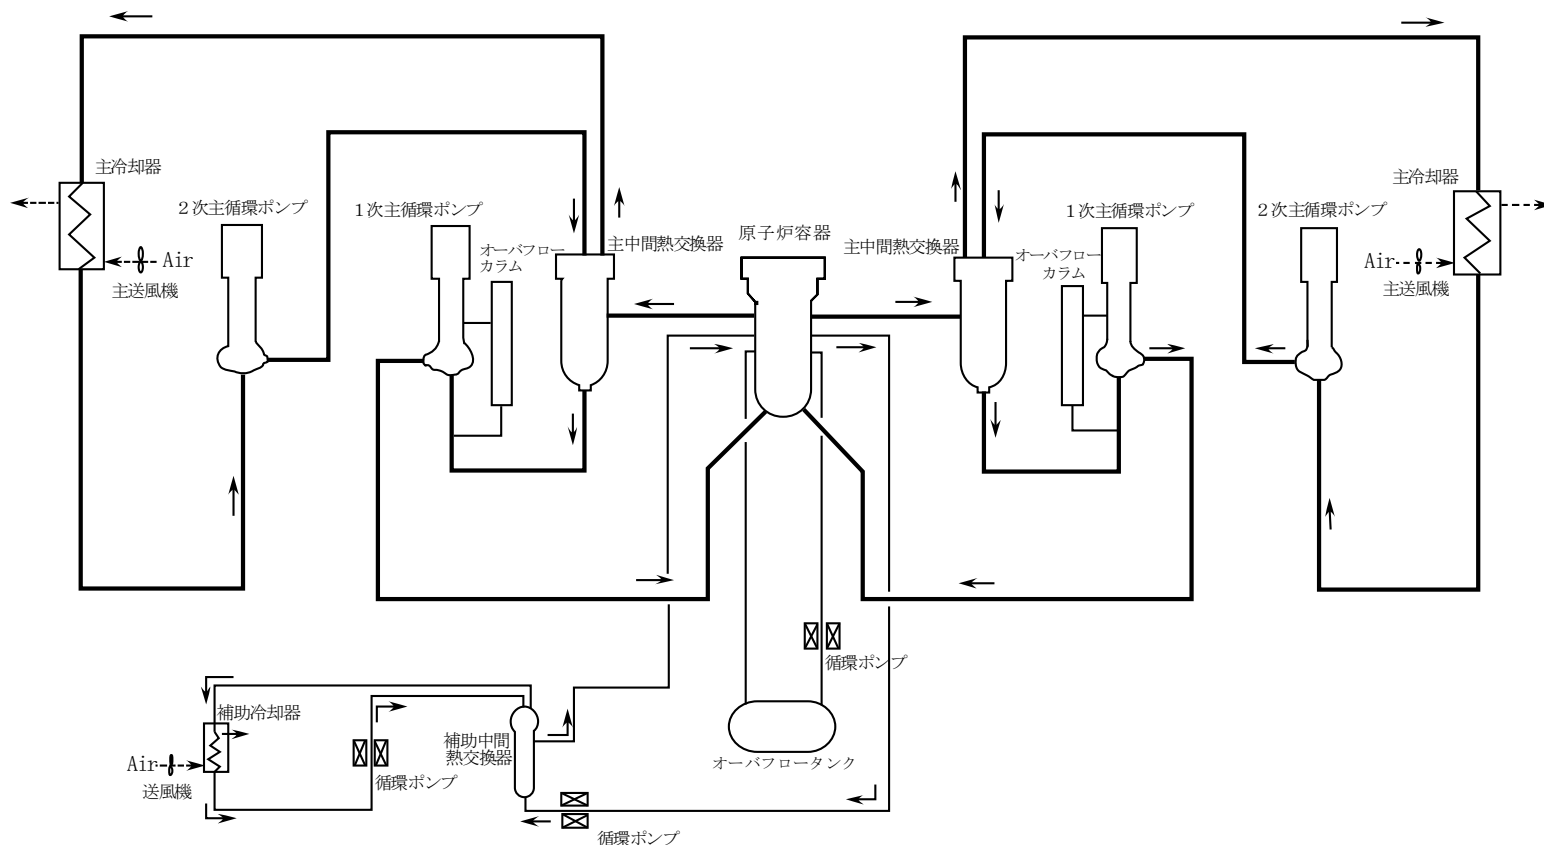 主冷却器
主冷却器
2次主循環ポンプ
1次主循環ポンプ
1次主循環ポンプ
2次主循環ポンプ
オーバフロー
カラム
主中間熱交換器
原子炉容器
主中間熱交換器
オーバフロー
カラム
Air
主送風機
Air
主送風機
循環ポンプ
補助冷却器
補助中間
熱交換器
オーバフロータンク
Air
送風機
循環ポンプ
循環ポンプ